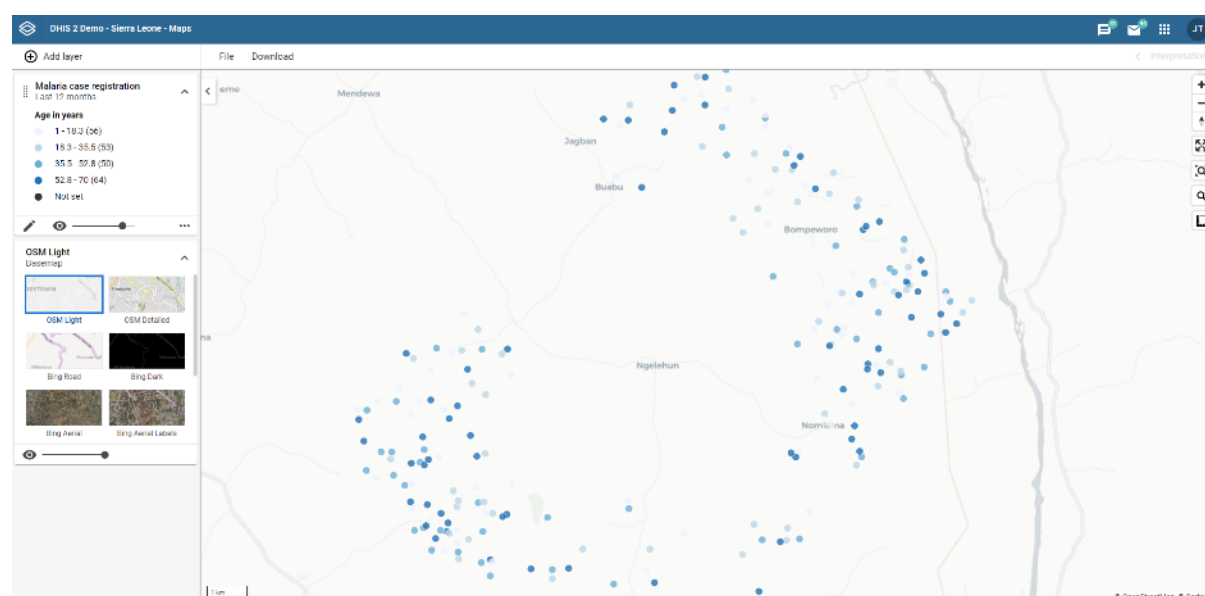 DHIS 2 Demo - Sierra Leone - Maps
JT
Add layer
File Download
Interpretations
Malaria case registration
Last 12 months
Age in years
1 - 18.3 (56)
18.3 - 35.5 (53)
35.5 - 52.8 (50)
52.8 - 70 (64)
Not set
OSM Light
Basemap
OSM Light
OSM Detailed
Bing Road
Bing Dark
Bing Aerial
Bing Aerial Labels
Mendewa
Jagban
Buabu
Bompeworo
Ngelehun
1 km